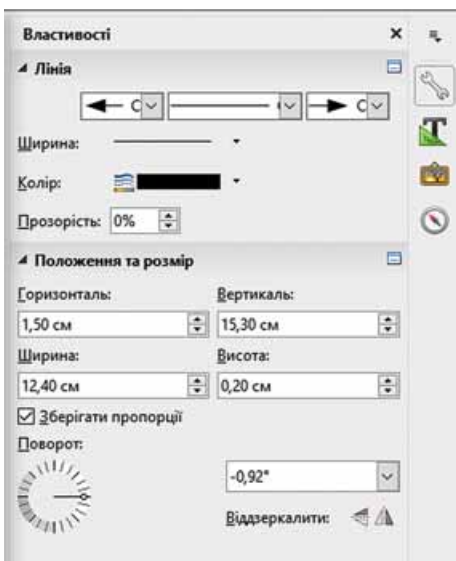 Властивості
Лінія
С С
Ширина:
Колір:
Прозорість: 0%
Положення та розмір
Горизонталь: Вертикаль:
1,50 см 15,30 см
Ширина: Висота:
12,40 см 0,20 см
Зберігати пропорції
Поворот:
-0,92°
Віддзеркалити: